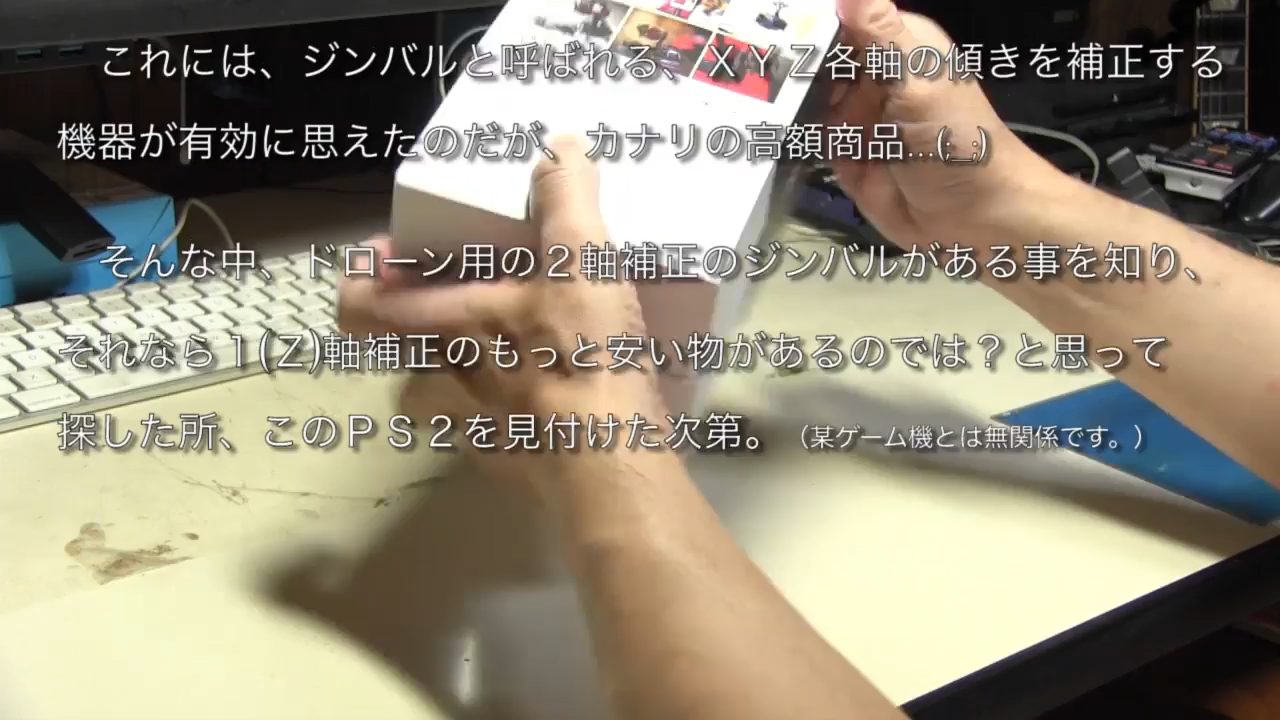 これには、ジンバルと呼ばれる、ＸＹＺ各軸の傾きを補正する
機器が有効に思えたのだが、カナリの高額商品…(;_;)
そんな中、ドローン用の２軸補正のジンバルがある事を知り、
それなら１(Ｚ)軸補正のもっと安い物があるのでは？と思って
探した所、このＰＳ２を見付けた次第。（某ゲーム機とは無関係です。）